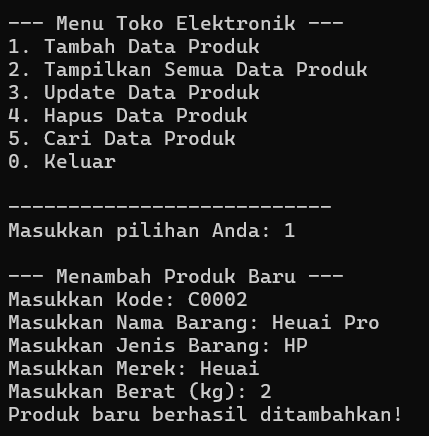 --- Menu Toko Elektronik ---
1. Tambah Data Produk
2. Tampilkan Semua Data Produk
3. Update Data Produk
4. Hapus Data Produk
5. Cari Data Produk
0. Keluar
---------------------------
Masukkan pilihan Anda: 1
--- Menambah Produk Baru ---
Masukkan Kode: C0002
Masukkan Nama Barang: Heuai Pro
Masukkan Jenis Barang: HP
Masukkan Merek: Heuai
Masukkan Berat (kg): 2
Produk baru berhasil ditambahkan!